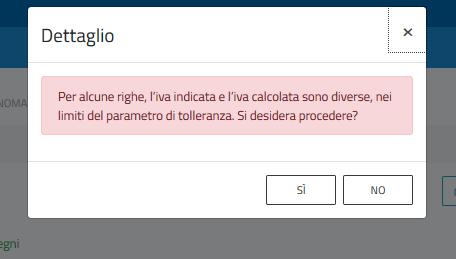 Dettaglio
×
Per alcune righe, l'iva indicata e l'iva calcolata sono diverse, nei
limiti del parametro di tolleranza. Si desidera procedere?
SÌ
NO